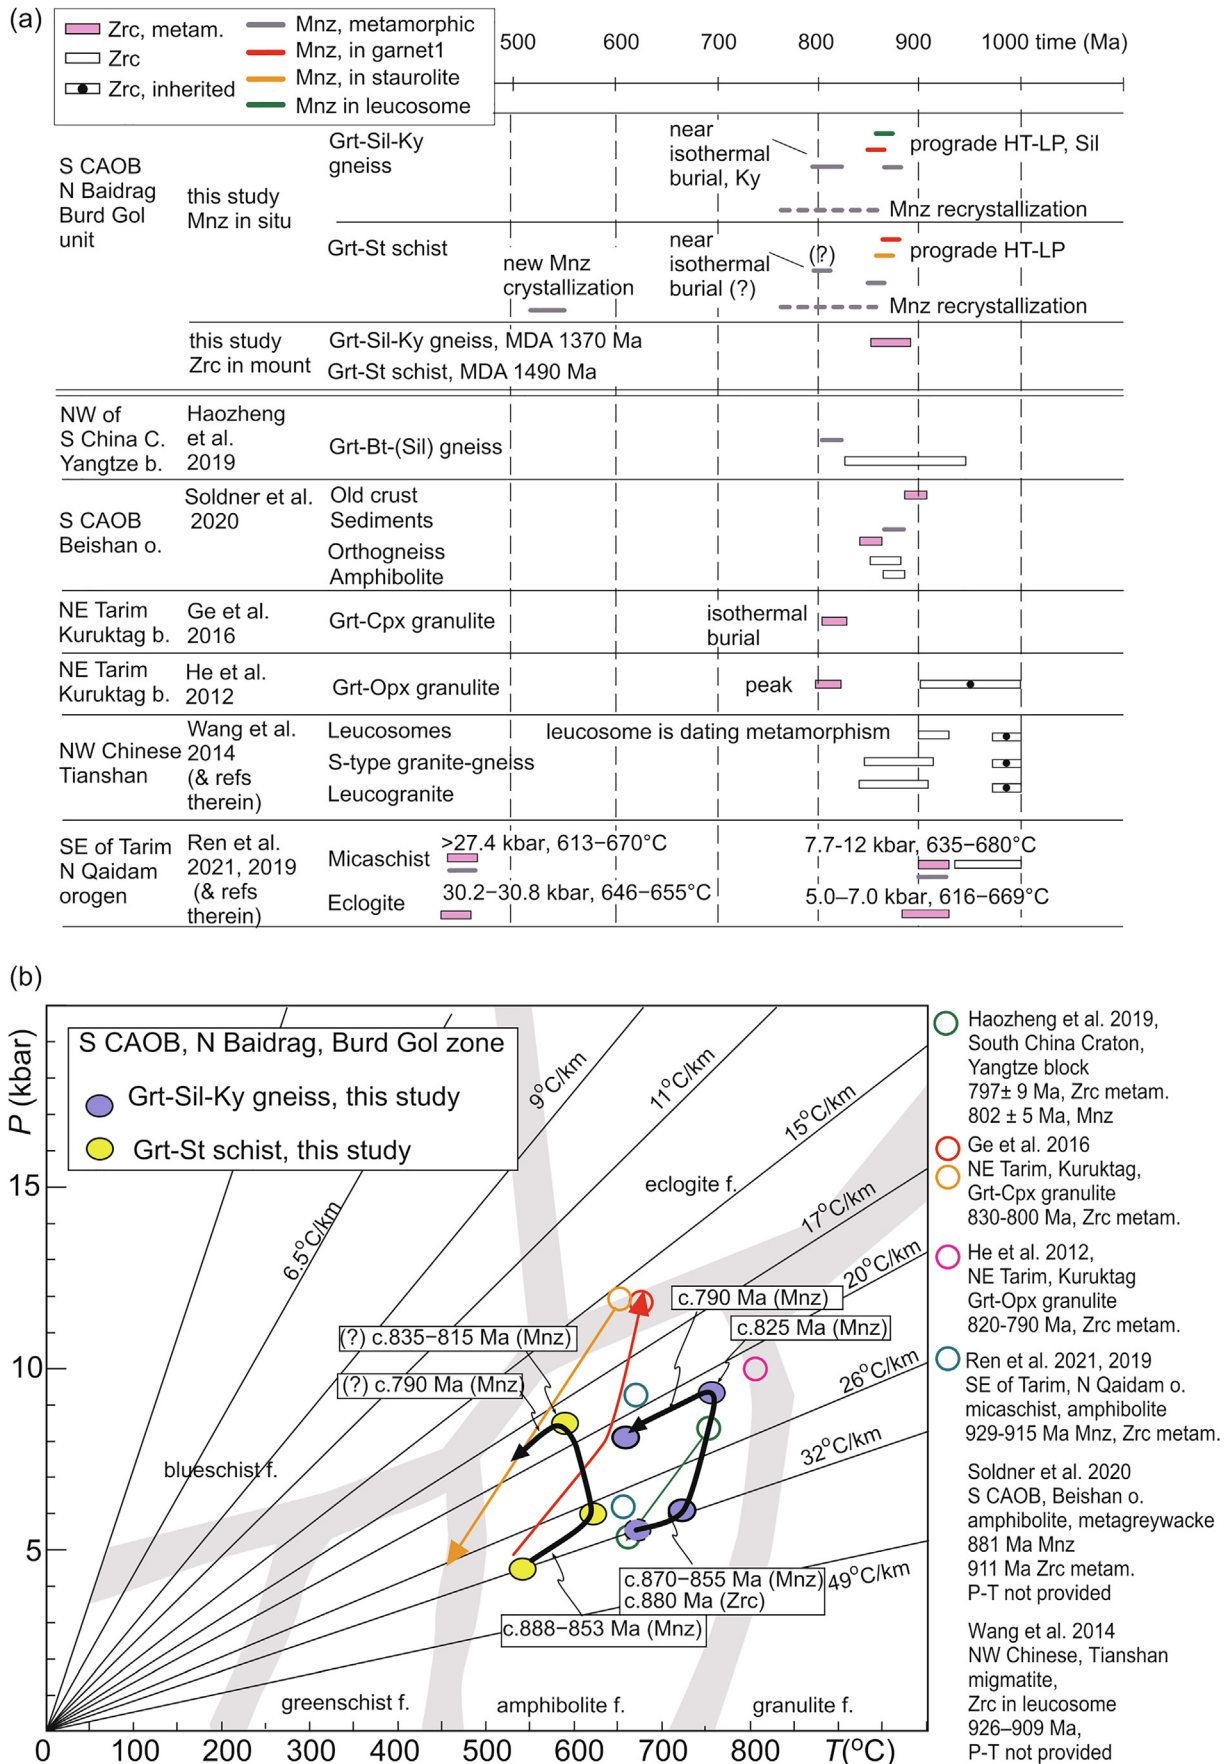 (a)
Zrc, metam.
Zrc
Zrc, inherited
Mnz, metamorphic
Mnz, in garnet1
Mnz, in staurolite
Mnz in leucosome
500 600 700 800 900 1000 time (Ma)
S CAOB
N Baidrag
Burd Gol
unit
this study
Mnz in situ
Grt-Sil-Ky
gneiss
near
isothermal
burial, Ky
prograde HT-LP, Sil
Mnz recrystallization
Grt-St schist
new Mnz
crystallization
near
isothermal
burial (?)
(?)
prograde HT-LP
Mnz recrystallization
this study
Zrc in mount
Grt-Sil-Ky gneiss, MDA 1370 Ma
Grt-St schist, MDA 1490 Ma
NW of
S China C.
Yangtze b.
Haozheng
et al.
2019
Grt-Bt-(Sil) gneiss
S CAOB
Beishan o.
Soldner et al.
2020
Old crust
Sediments
Orthogneiss
Amphibolite
NE Tarim
Kuruktag b.
Ge et al.
2016
Grt-Cpx granulite
isothermal
burial
NE Tarim
Kuruktag b.
He et al.
2012
Grt-Opx granulite
peak
NW Chinese
Tianshan
Wang et al.
2014
(& refs
therein)
Leucosomes
leucosome is dating metamorphism
S-type granite-gneiss
Leucogranite
SE of Tarim
N Qaidam
orogen
Ren et al.
2021, 2019
(& refs
therein)
Micaschist
>27.4 kbar, 613−670°C
7.7-12 kbar, 635−680°C
Eclogite
30.2−30.8 kbar, 646−655°C
5.0–7.0 kbar, 616−669°C
(b)
P (kbar)
15
10
5
0 100 200 300 400 500 600 700 800 T(°C)
S CAOB, N Baidrag, Burd Gol zone
Grt-Sil-Ky gneiss, this study
Grt-St schist, this study
6.5°C/km
9°C/km
11°C/km
15°C/km
17°C/km
20°C/km
26°C/km
32°C/km
49°C/km
eclogite f.
blueschist f.
greenschist f.
amphibolite f.
granulite f.
c.790 Ma (Mnz)
c.825 Ma (Mnz)
(?) c.835−815 Ma (Mnz)
(?) c.790 Ma (Mnz)
c.870−855 Ma (Mnz)
c.880 Ma (Zrc)
c.888−853 Ma (Mnz)
Haozheng et al. 2019,
South China Craton,
Yangtze block
797± 9 Ma, Zrc metam.
802 ± 5 Ma, Mnz
Ge et al. 2016
NE Tarim, Kuruktag,
Grt-Cpx granulite
830-800 Ma, Zrc metam.
He et al. 2012,
NE Tarim, Kuruktag
Grt-Opx granulite
820-790 Ma, Zrc metam.
Ren et al. 2021, 2019
SE of Tarim, N Qaidam o.
micaschist, amphibolite
929-915 Ma Mnz, Zrc metam.
Soldner et al. 2020
S CAOB, Beishan o.
amphibolite, metagreywacke
881 Ma Mnz
911 Ma Zrc metam.
P-T not provided
Wang et al. 2014
NW Chinese, Tianshan
migmatite,
Zrc in leucosome
926–909 Ma,
P-T not provided